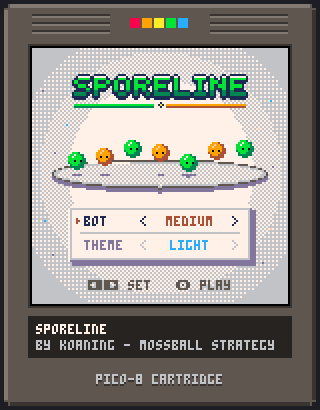 SPORELINE
BOT < MEDIUM >
THEME < LIGHT >
SET PLAY
SPORELINE
BY KOANING - MOSSBALL STRATEGY
PICO-8 CARTRIDGE